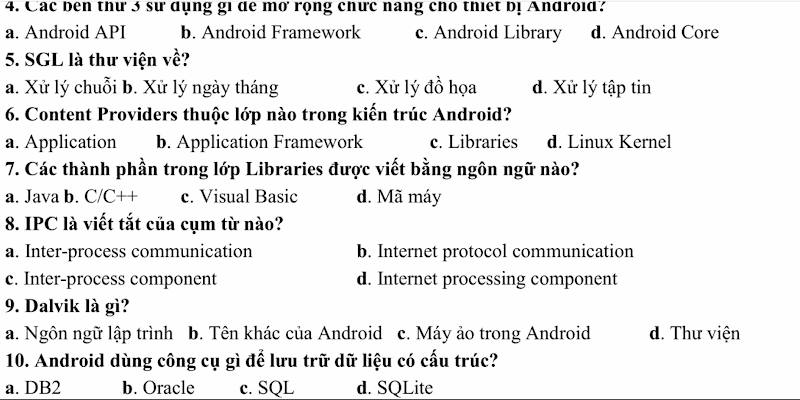 4. Các bên thứ 3 sử dụng gì để mở rộng chức năng cho thiết bị Android?
a. Android API b. Android Framework c. Android Library d. Android Core
5. SGL là thư viện về?
a. Xử lý chuỗi b. Xử lý ngày tháng c. Xử lý đồ họa d. Xử lý tập tin
6. Content Providers thuộc lớp nào trong kiến trúc Android?
a. Application b. Application Framework c. Libraries d. Linux Kernel
7. Các thành phần trong lớp Libraries được viết bằng ngôn ngữ nào?
a. Java b. C/C++ c. Visual Basic d. Mã máy
8. IPC là viết tắt của cụm từ nào?
a. Inter-process communication b. Internet protocol communication
c. Inter-process component d. Internet processing component
9. Dalvik là gì?
a. Ngôn ngữ lập trình b. Tên khác của Android c. Máy ảo trong Android d. Thư viện
10. Android dùng công cụ gì để lưu trữ dữ liệu có cấu trúc?
a. DB2 b. Oracle c. SQL d. SQLite